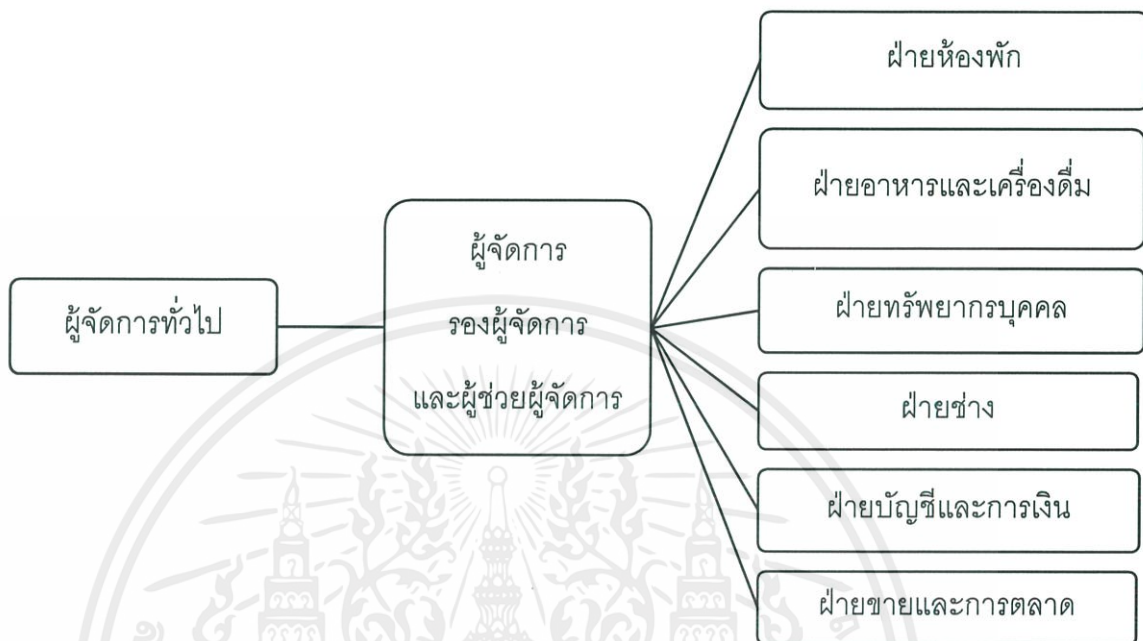 ผู้จัดการทั่วไป
ผู้จัดการ
รองผู้จัดการ
และผู้ช่วยผู้จัดการ
ฝ่ายห้องพัก
ฝ่ายอาหารและเครื่องดื่ม
ฝ่ายทรัพยากรบุคคล
ฝ่ายช่าง
ฝ่ายบัญชีและการเงิน
ฝ่ายขายและการตลาด